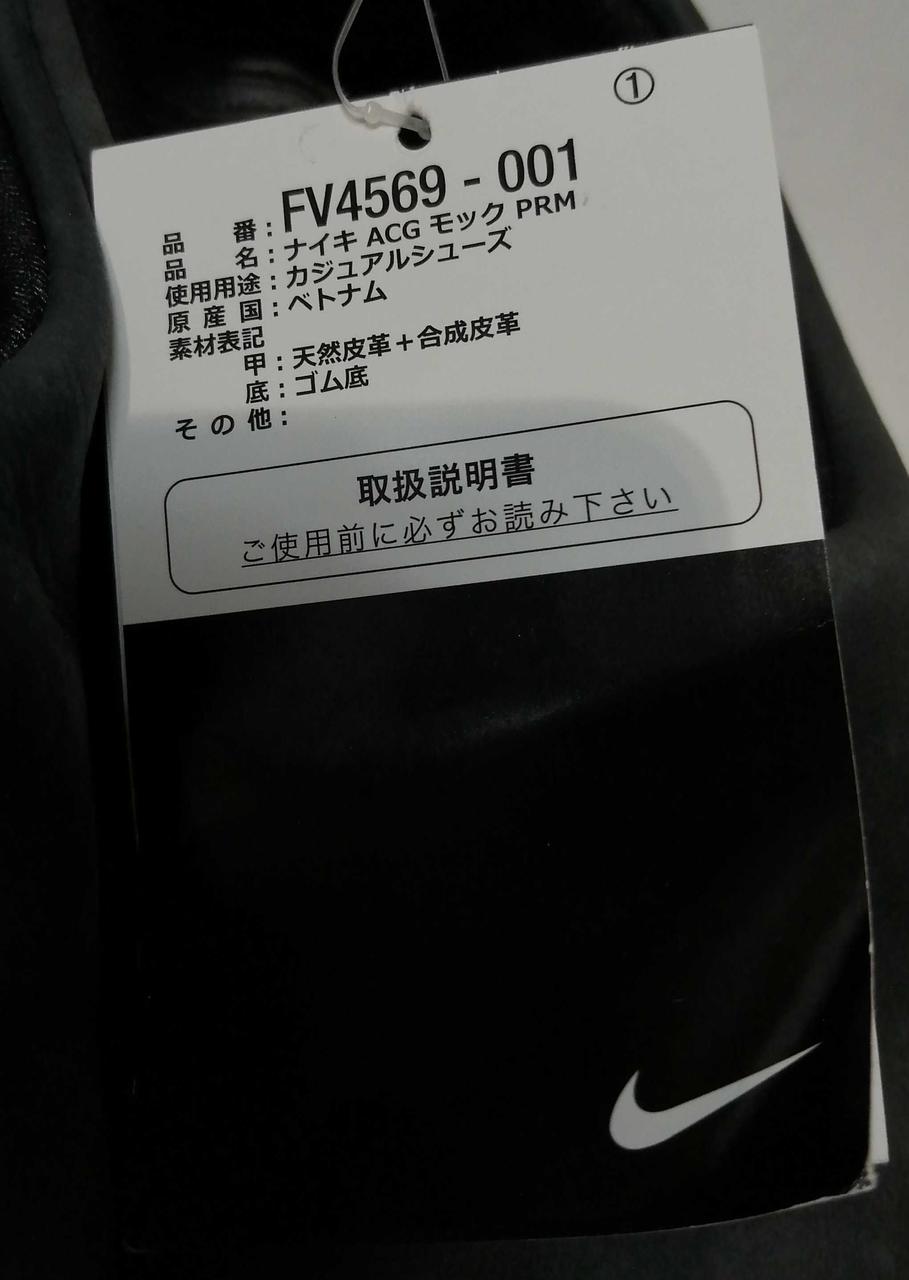 ①
品番：FV4569 - 001
品名：ナイキ ACG モック PRM
使用用途：カジュアルシューズ
原産国：ベトナム
素材表記
甲：天然皮革＋合成皮革
底：ゴム底
その他：
取扱説明書
ご使用前に必ずお読み下さい